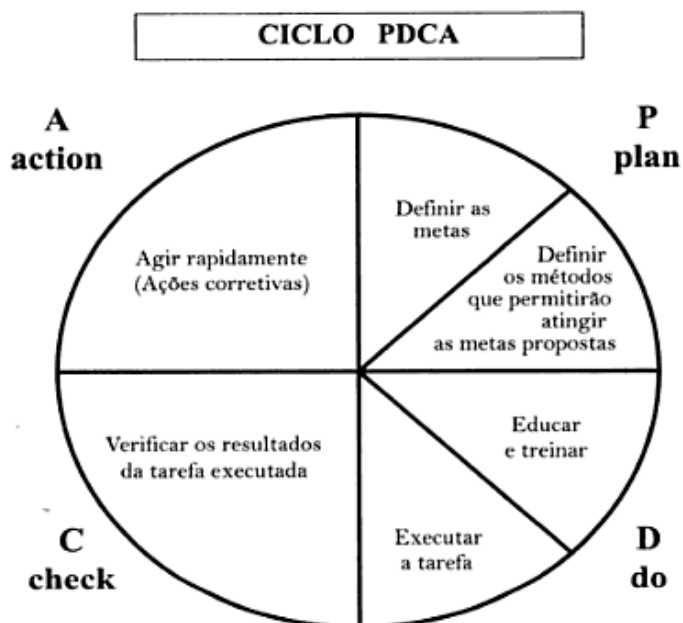 CICLO PDCA
A
action
P
plan
Definir as
metas
Agir rapidamente
(Ações corretivas)
Definir
os métodos
que permitirão
atingir
as metas propostas
Educar
e treinar
Verificar os resultados
da tarefa executada
Executar
a tarefa
C
check
D
do